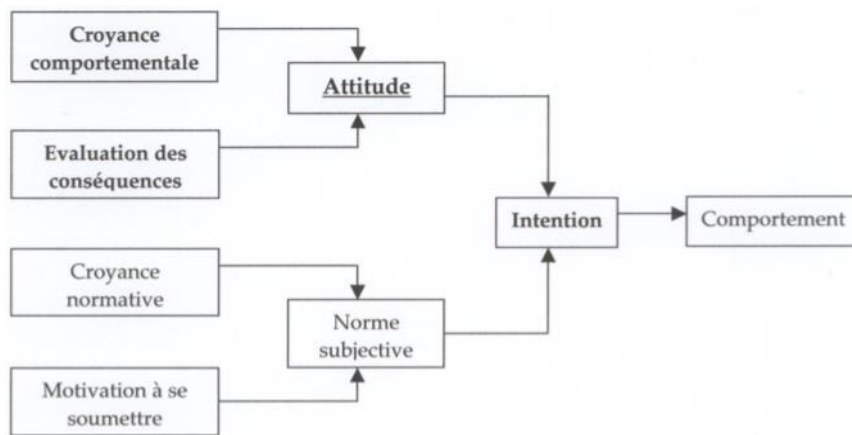 Croyance
comportementale
Attitude
Evaluation des
conséquences
Intention
Comportement
Croyance
normative
Norme
subjective
Motivation à se
soumettre